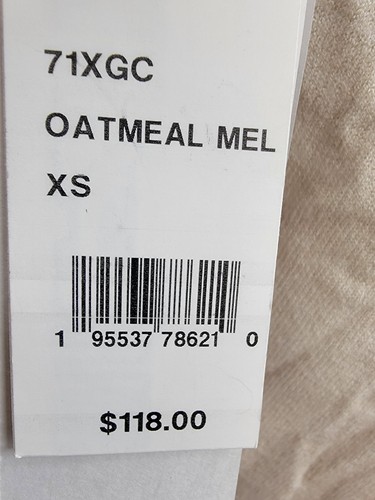 71XGC
OATMEAL MEL
XS
1 95537 78621 0
$118.00